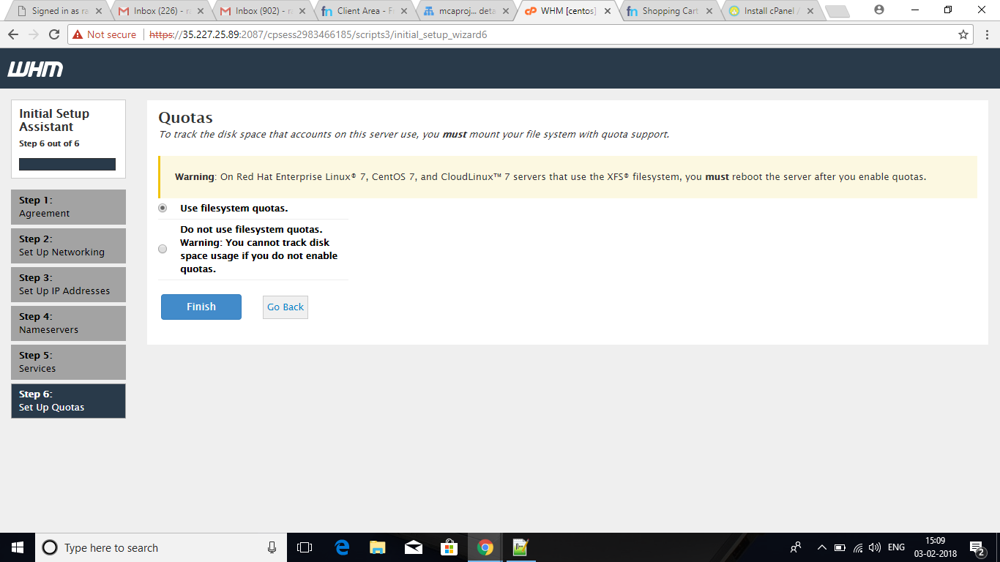 Signed in as ra
Inbox (226) - r
Inbox (902) - r
Client Area - F
mcaproj... deta
WHM [centos]
Shopping Cart
Install cPanel /
Not secure
https://35.227.25.89:2087/cpsess2983466185/scripts3/initial_setup_wizard6
WHM
Initial Setup
Assistant
Step 6 out of 6
Step 1:
Agreement
Step 2:
Set Up Networking
Step 3:
Set Up IP Addresses
Step 4:
Nameservers
Step 5:
Services
Step 6:
Set Up Quotas
Quotas
To track the disk space that accounts on this server use, you must mount your file system with quota support.
Warning: On Red Hat Enterprise Linux® 7, CentOS 7, and CloudLinux™ 7 servers that use the XFS® filesystem, you must reboot the server after you enable quotas.
Use filesystem quotas.
Do not use filesystem quotas.
Warning: You cannot track disk
space usage if you do not enable
quotas.
Finish
Go Back
Type here to search
ENG
15:09
03-02-2018
2